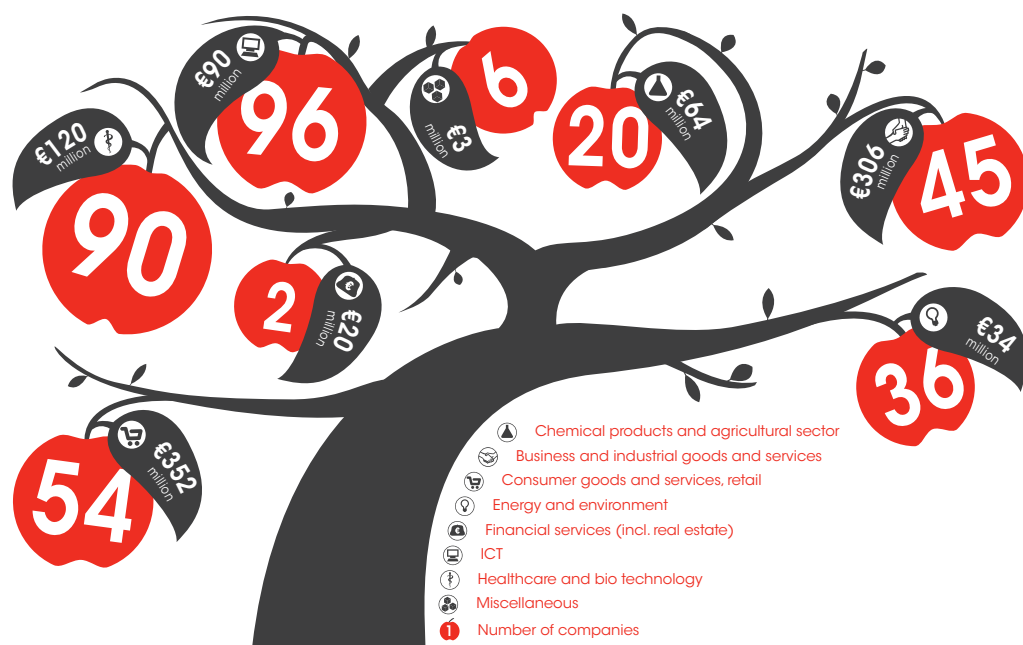 €90
million
96
€3
million
6
20
€64
million
€306
million
45
€120
million
90
2
€20
million
€34
million
36
54
€352
million
Chemical products and agricultural sector
Business and industrial goods and services
Consumer goods and services, retail
Energy and environment
€ Financial services (incl. real estate)
ICT
Healthcare and bio technology
Miscellaneous
1 Number of companies